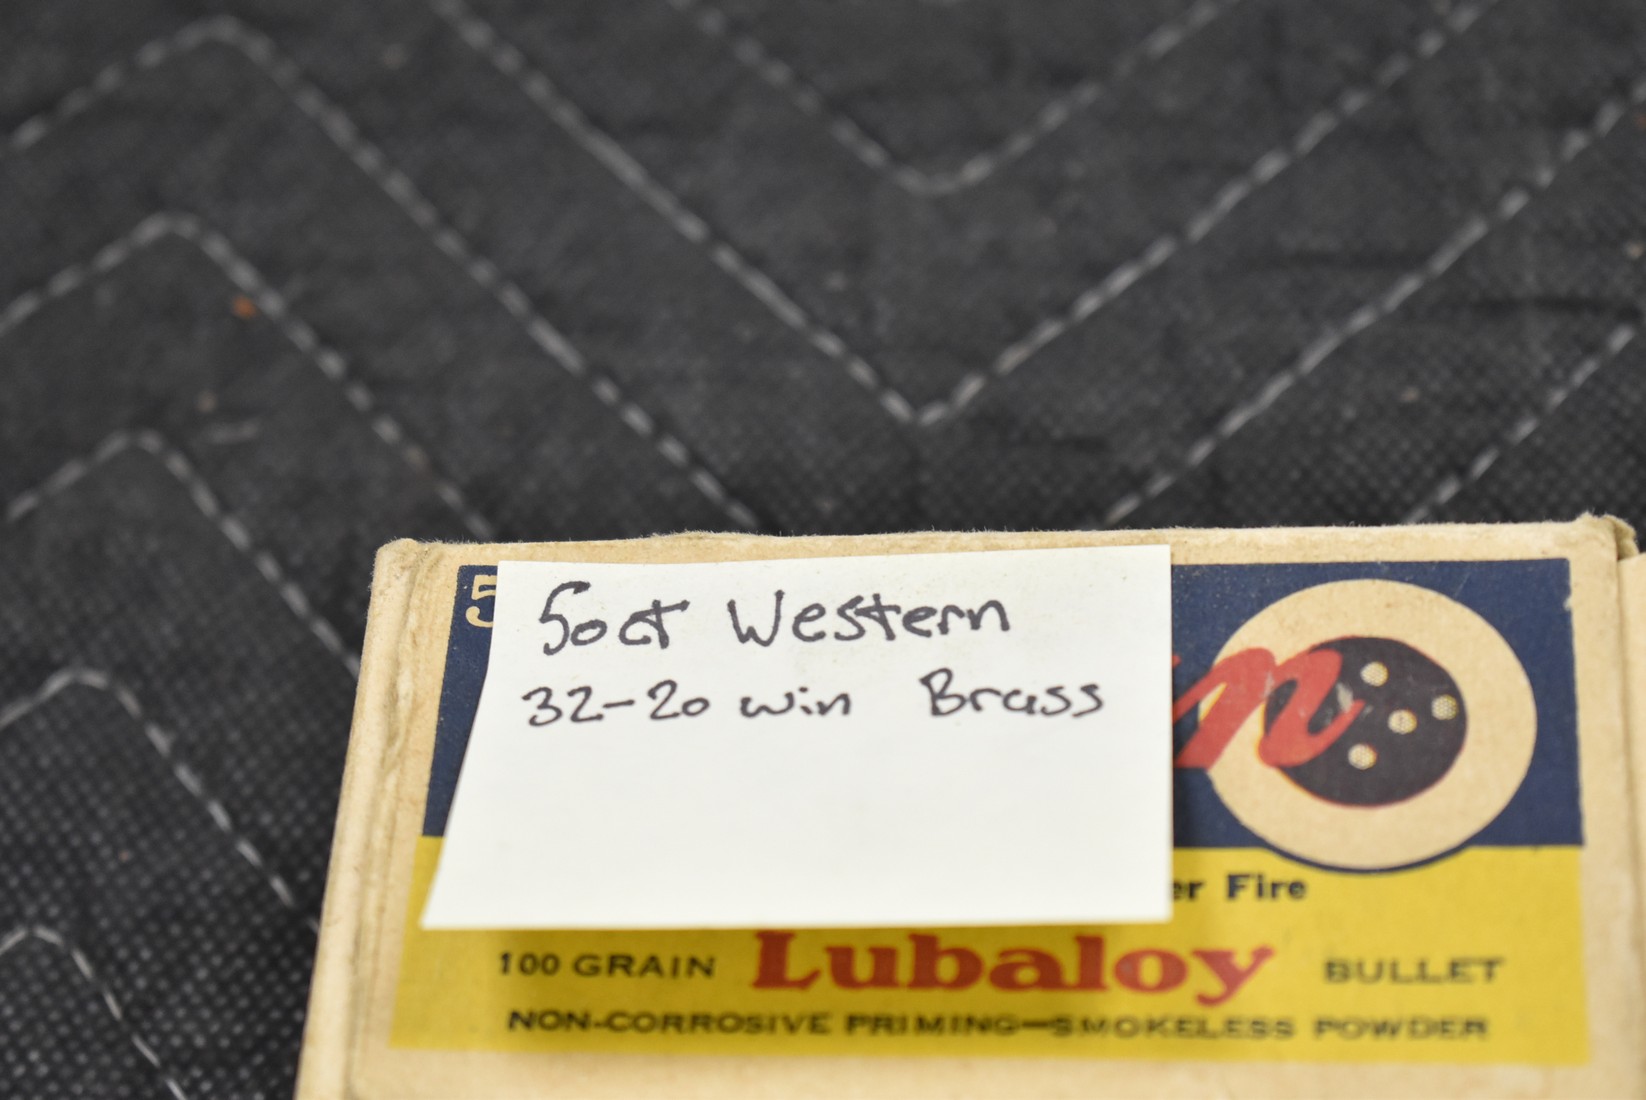 5
50ct Western
32-20 win Brass
n
er Fire
100 GRAIN Lubaloy BULLET
NON-CORROSIVE PRIMING—SMOKELESS POWDER